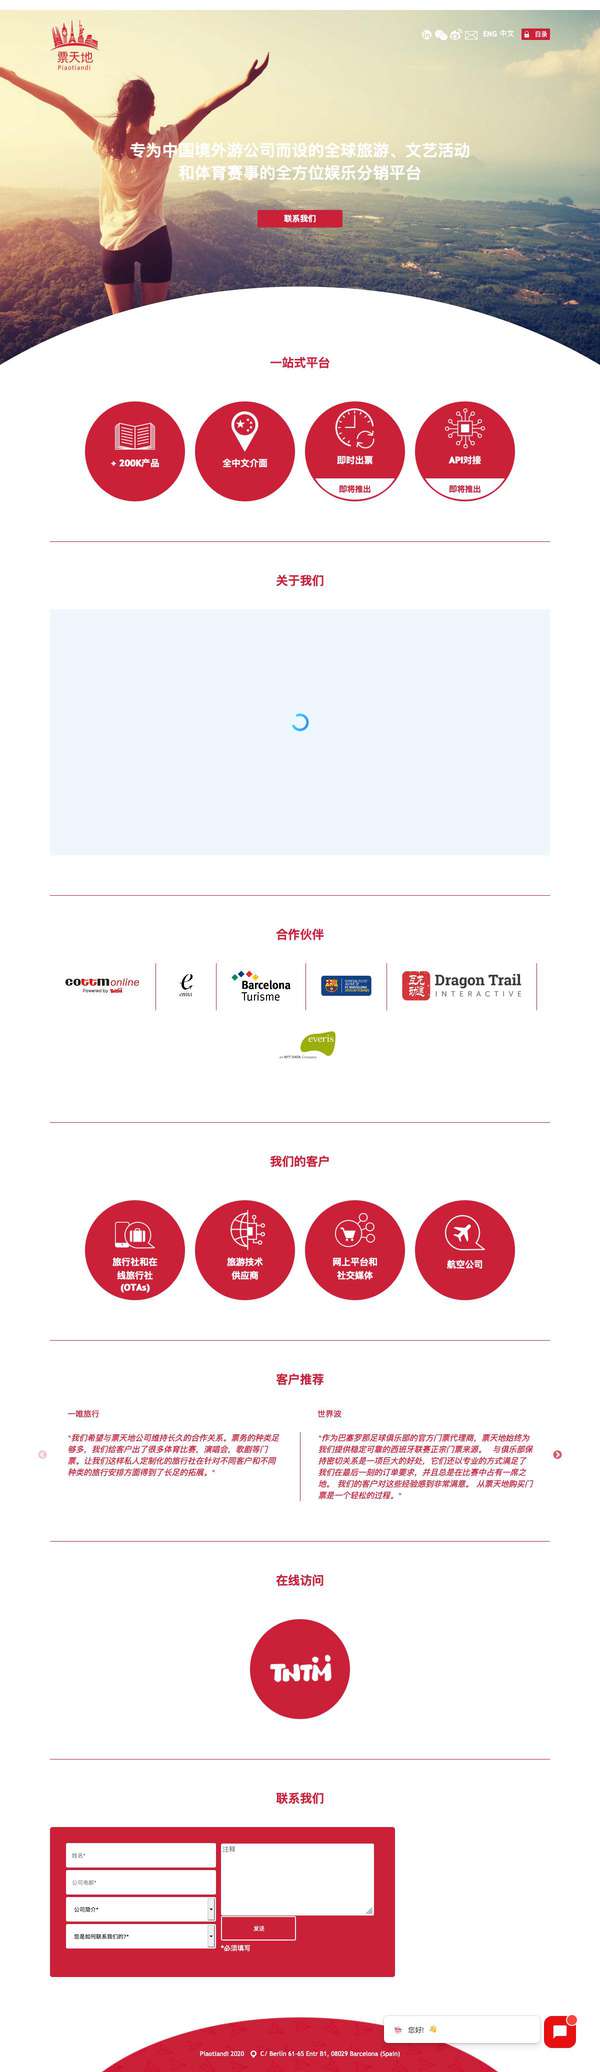 票天地
Piaotiandi
ENG 中文
目录
专为中国境外游公司而设的全球旅游、文艺活动
和体育赛事的全方位娱乐分销平台
联系我们
一站式平台
+ 200K产品
全中文介面
即时出票
即将推出
API对接
即将推出
关于我们
合作伙伴
cottmonline
Powered by
Barcelona
Turisme
Dragon Trail
INTERACTIVE
everis
我们的客户
旅行社和在
线旅行社
(OTAs)
旅游技术
供应商
网上平台和
社交媒体
航空公司
客户推荐
一唯旅行
"我们希望与票天地公司维持长久的合作关系。票务的种类足
够多，我们给客户出了很多体育比赛、演唱会、歌剧等门
票。让我们这样私人定制化的旅行社在针对不同客户和不同
种类的旅行安排方面得到了长足的拓展。"
世界波
"作为巴塞罗那足球俱乐部的官方门票代理商，票天地始终为
我们提供稳定可靠的西班牙联赛正宗门票来源。 与俱乐部保
持密切关系是一项巨大的好处，它们还以专业的方式满足了
我们在最后一刻的订单要求，并且总是在比赛中占有一席之
地。 我们的客户对这些经验感到非常满意。 从票天地购买门
票是一个轻松的过程。"
在线访问
TNTM
联系我们
姓名*
公司电邮*
公司简介*
您是如何联系我们的?*
注释
发送
*必须填写
您好! 👋
Piaotiandi 2020 C/ Berlin 61-65 Entr B1, 08029 Barcelona (Spain)